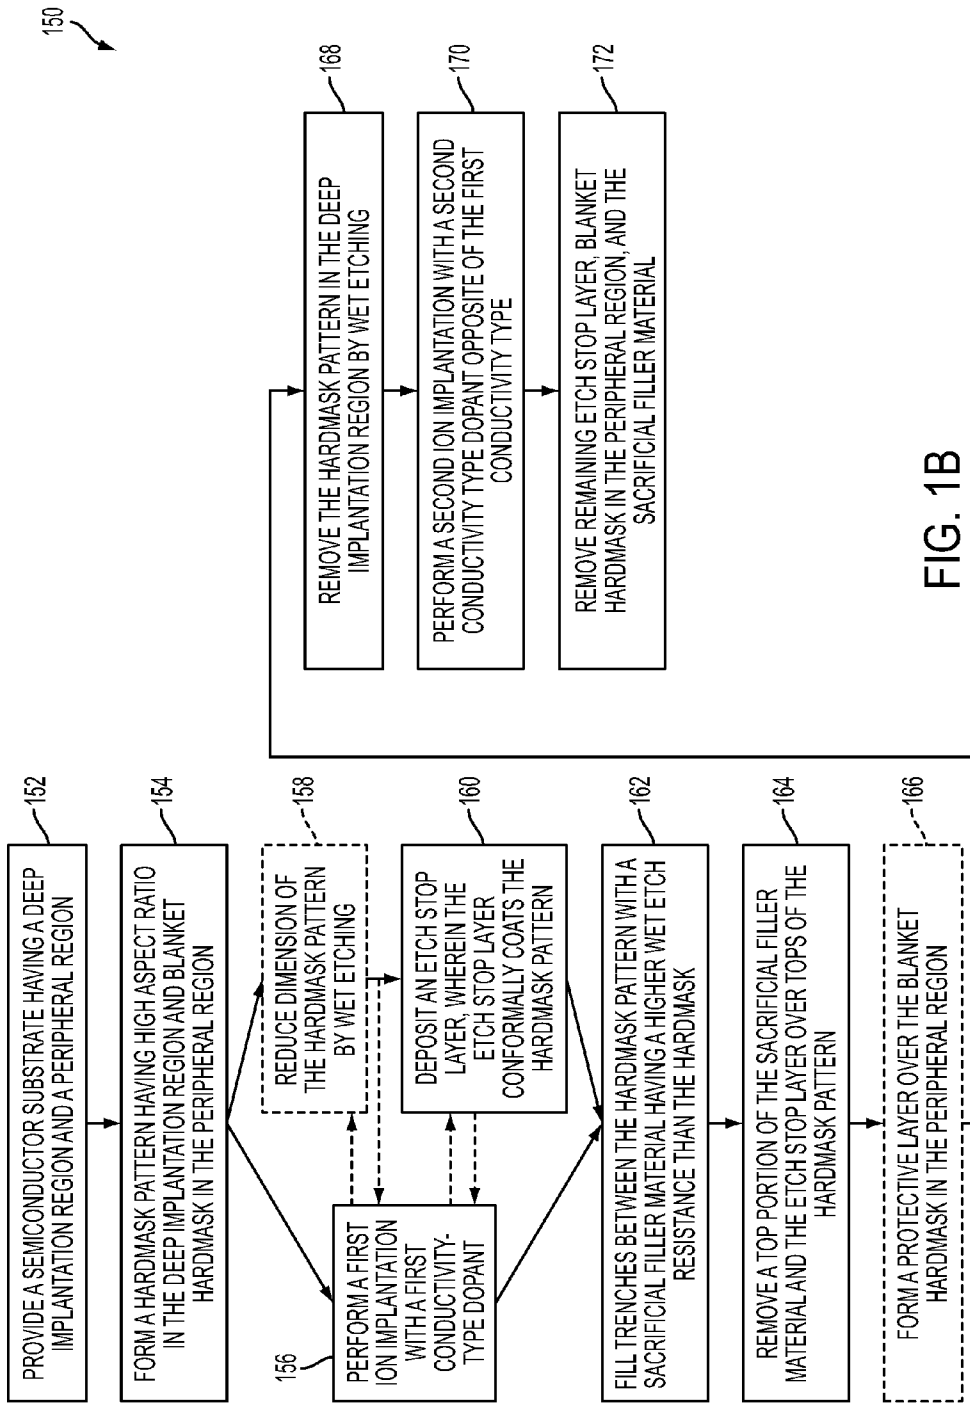 150
PROVIDE A SEMICONDUCTOR SUBSTRATE HAVING A DEEP
IMPLANTATION REGION AND A PERIPHERAL REGION
152
FORM A HARDMASK PATTERN HAVING HIGH ASPECT RATIO
IN THE DEEP IMPLANTATION REGION AND BLANKET
HARDMASK IN THE PERIPHERAL REGION
154
156
PERFORM A FIRST
ION IMPLANTATION
WITH A FIRST
CONDUCTIVITY-
TYPE DOPANT
REDUCE DIMENSION OF
THE HARDMASK PATTERN
BY WET ETCHING
158
DEPOSIT AN ETCH STOP
LAYER, WHEREIN THE
ETCH STOP LAYER
CONFORMALLY COATS THE
HARDMASK PATTERN
160
FILL TRENCHES BETWEEN THE HARDMASK PATTERN WITH A
SACRIFICIAL FILLER MATERIAL HAVING A HIGHER WET ETCH
RESISTANCE THAN THE HARDMASK
162
REMOVE A TOP PORTION OF THE SACRIFICIAL FILLER
MATERIAL AND THE ETCH STOP LAYER OVER TOPS OF THE
HARDMASK PATTERN
164
FORM A PROTECTIVE LAYER OVER THE BLANKET
HARDMASK IN THE PERIPHERAL REGION
166
REMOVE THE HARDMASK PATTERN IN THE DEEP
IMPLANTATION REGION BY WET ETCHING
168
PERFORM A SECOND ION IMPLANTATION WITH A SECOND
CONDUCTIVITY TYPE DOPANT OPPOSITE OF THE FIRST
CONDUCTIVITY TYPE
170
REMOVE REMAINING ETCH STOP LAYER, BLANKET
HARDMASK IN THE PERIPHERAL REGION, AND THE
SACRIFICIAL FILLER MATERIAL
172
FIG. 1B